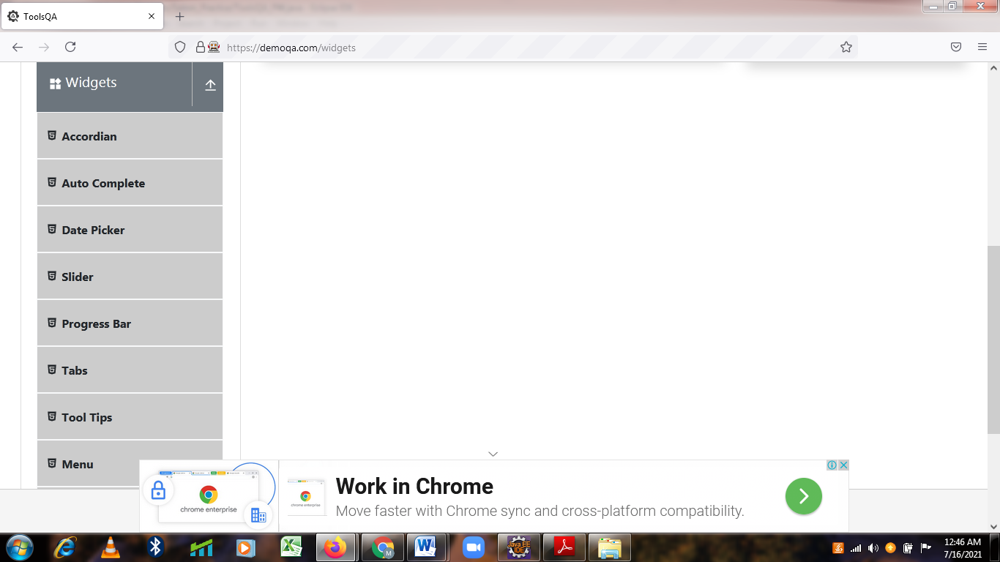 ToolsQA
https://demoqa.com/widgets
Widgets
Accordian
Auto Complete
Date Picker
Slider
Progress Bar
Tabs
Tool Tips
Menu
chrome enterprise
chrome enterprise
Work in Chrome
Move faster with Chrome sync and cross-platform compatibility.
M
Java EE
IDE
12:46 AM
7/16/2021